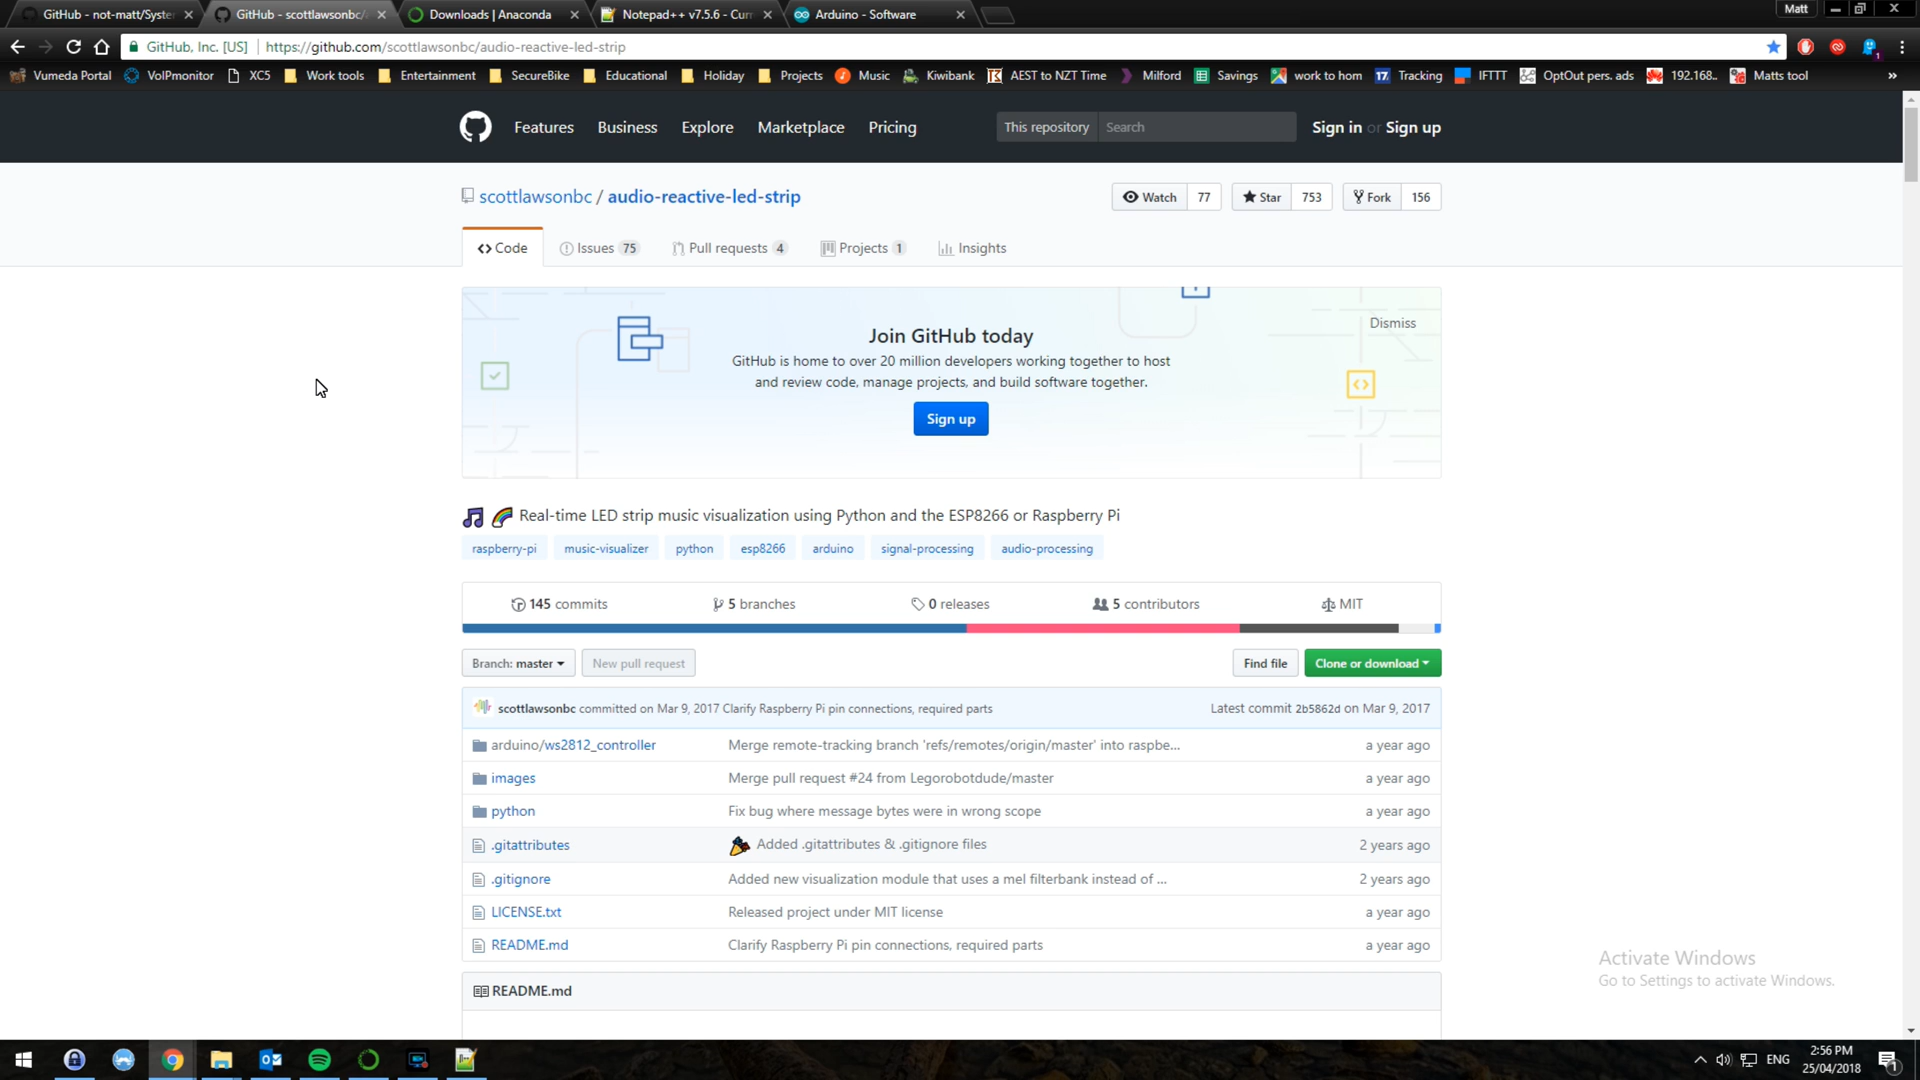 GitHub - not-matt/Syste
GitHub - scottlawsonbc/a
Downloads | Anaconda
Notepad++ v7.5.6 - Curr
Arduino - Software
Matt
GitHub, Inc. [US]
https://github.com/scottlawsonbc/audio-reactive-led-strip
Vumeda Portal
VoIPmonitor
XC5
Work tools
Entertainment
SecureBike
Educational
Holiday
Projects
Music
Kiwibank
AEST to NZT Time
Milford
Savings
work to hom
17 Tracking
IFTTT
OptOut pers. ads
192.168..
Matts tool
»
Features
Business
Explore
Marketplace
Pricing
This repository
Search
Sign in or Sign up
scottlawsonbc / audio-reactive-led-strip
Watch 77
Star 753
Fork 156
Code
Issues 75
Pull requests 4
Projects 1
Insights
Join GitHub today
Dismiss
GitHub is home to over 20 million developers working together to host
and review code, manage projects, and build software together.
Sign up
Real-time LED strip music visualization using Python and the ESP8266 or Raspberry Pi
raspberry-pi music-visualizer python esp8266 arduino signal-processing audio-processing
145 commits
5 branches
0 releases
5 contributors
MIT
Branch: master
New pull request
Find file
Clone or download
scottlawsonbc committed on Mar 9, 2017 Clarify Raspberry Pi pin connections, required parts
Latest commit 2b5862d on Mar 9, 2017
arduino/ws2812_controller Merge remote-tracking branch 'refs/remotes/origin/master' into raspbe... a year ago
images Merge pull request #24 from Legorobotdude/master a year ago
python Fix bug where message bytes were in wrong scope a year ago
.gitattributes Added .gitattributes & .gitignore files 2 years ago
.gitignore Added new visualization module that uses a mel filterbank instead of ... 2 years ago
LICENSE.txt Released project under MIT license a year ago
README.md Clarify Raspberry Pi pin connections, required parts a year ago
README.md
Activate Windows
Go to Settings to activate Windows.
ENG
2:56 PM
25/04/2018
1